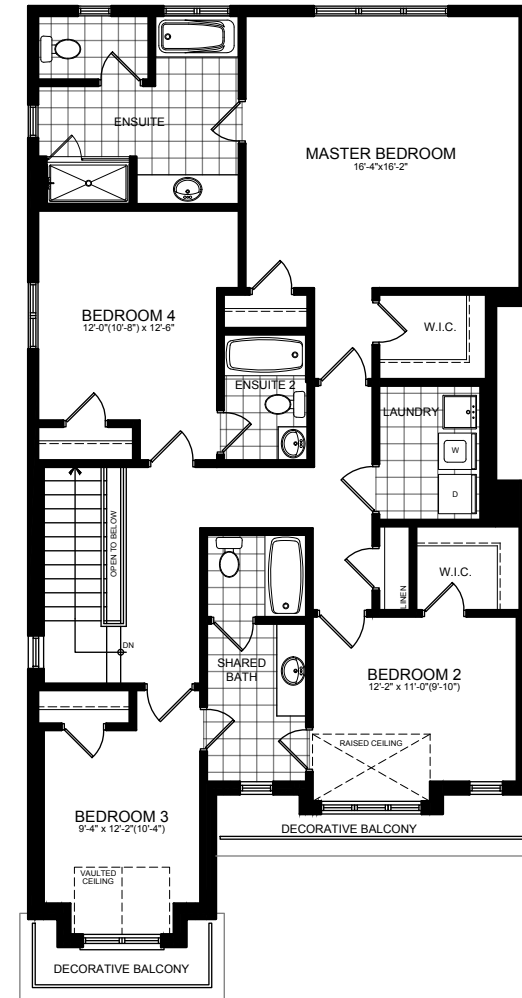 ENSUITE
MASTER BEDROOM
16'-4"x16'-2"
BEDROOM 4
12'-0"(10'-8") x 12'-6"
W.I.C.
ENSUITE 2
LAUNDRY
W
D
OPEN TO BELOW
DN
LINEN
W.I.C.
SHARED
BATH
BEDROOM 2
12'-2" x 11'-0"(9'-10")
RAISED CEILING
BEDROOM 3
9'-4" x 12'-2"(10'-4")
DECORATIVE BALCONY
VAULTED
CEILING
DECORATIVE BALCONY